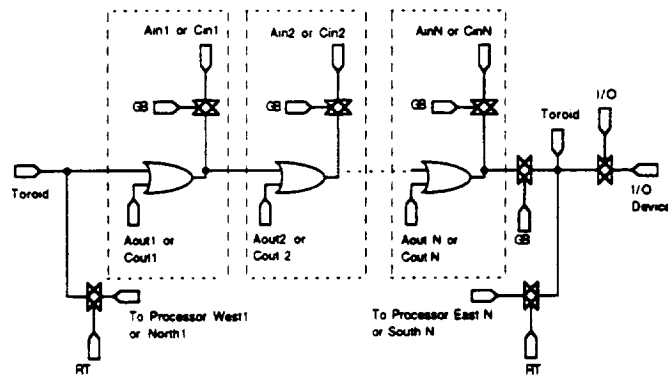 Ain1 or Cin1
Ain2 or Cin2
AinN or CinN
I/O
GB
GB
GB
Toroid
Toroid
I/O
Device
Aout1 or
Cout1
Aout2 or
Cout 2
Aout N or
Cout N
GB
To Processor West1
or North1
To Processor East N
or South N
RT
RT